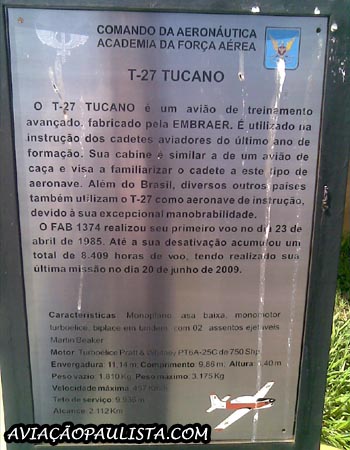 COMANDO DA AERONÁUTICA
ACADEMIA DA FORÇA AÉREA
T-27 TUCANO
O T-27 TUCANO é um avião de treinamento
avançado, fabricado pela EMBRAER. É utilizado na
instrução dos cadetes aviadores do último ano de
formação. Sua cabine é similar a de um avião de
caça e visa a familiarizar o cadete a este tipo de
aeronave. Além do Brasil, diversos outros países
também utilizam o T-27 como aeronave de instrução,
devido à sua excepcional manobrabilidade.
O FAB 1374 realizou seu primeiro voo no dia 23 de
abril de 1985. Até a sua desativação acumulou um
total de 8.409 horas de voo, tendo realizado sua
última missão no dia 20 de junho de 2009.
Características: Monoplano, asa baixa, monomotor
turboélice, biplace em tandem, com 02 assentos ejetáveis
Martin Beaker
Motor: Turboélice Pratt & Whitney PT6A-25C de 750 Shp.
Envergadura: 11,14 m, Comprimento: 9,86 m, Altura: 3,40 m
Peso vazio: 1.810 Kg, Peso máximo: 3.175 Kg
Velocidade máxima: 457 Km/h
Teto de serviço: 9.936 m
Alcance: 2.112 Km
AVIAÇÃOPAULISTA.COM